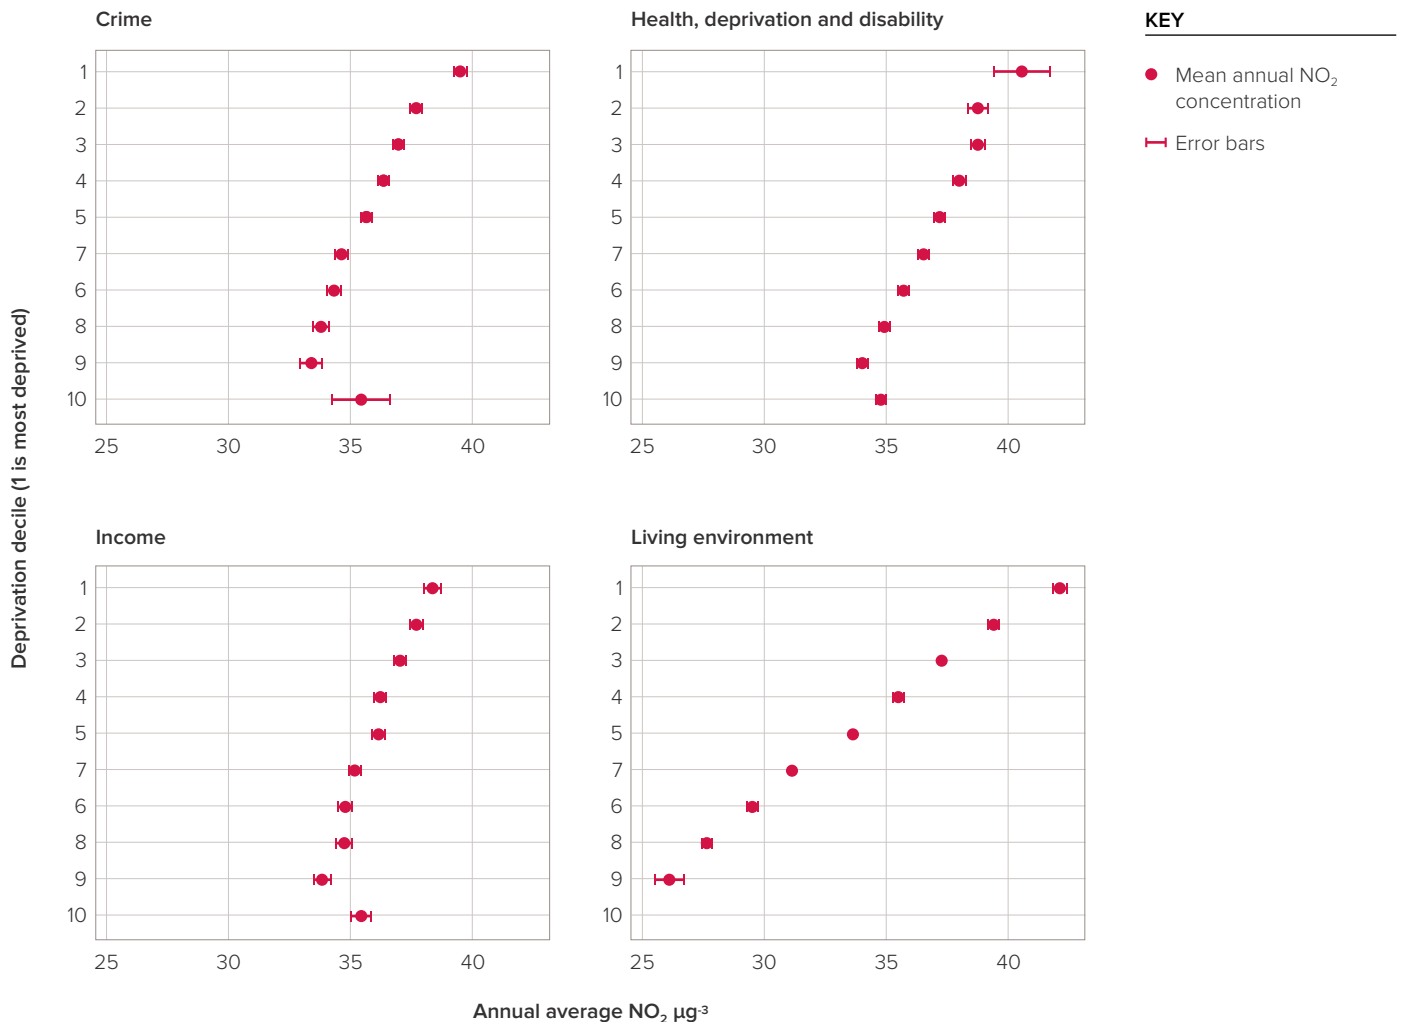 Crime
1
2
3
4
5
7
6
8
9
10
25 30 35 40
Health, deprivation and disability
1
2
3
4
5
7
6
8
9
10
25 30 35 40
KEY
Mean annual NO₂
concentration
Error bars
Deprivation decile (1 is most deprived)
Income
1
2
3
4
5
7
6
8
9
10
25 30 35 40
Living environment
1
2
3
4
5
7
6
8
9
10
25 30 35 40
Annual average NO₂ µg⁻³